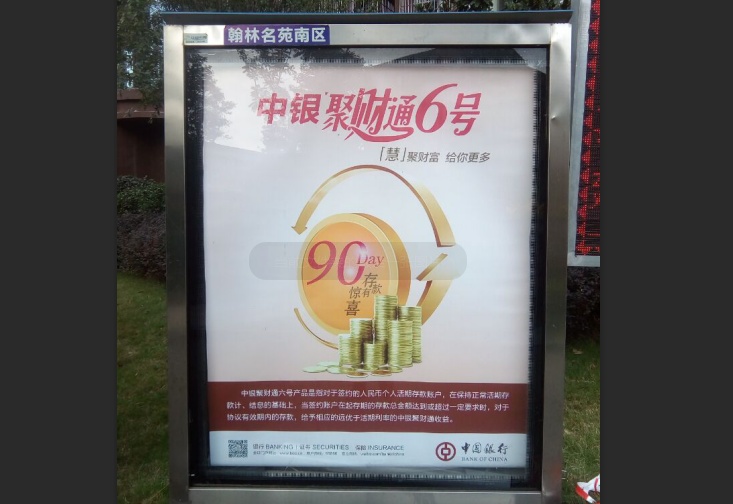 翰林名苑南区
中银聚财通6号
「慧」聚财富 给你更多
90Day
存款有惊喜
中银聚财通六号产品是指对于签约的人民币个人活期存款账户，在保持正常活期存
款计、结息的基础上，当签约账户在起存期的存款总金额达到或超过一定要求时，对于
协议有效期内的存款，给予相应的远优于活期利率的中银聚财通收益。
银行 BANKING | 证券 SECURITIES | 保险 INSURANCE
中国银行
BANK OF CHINA